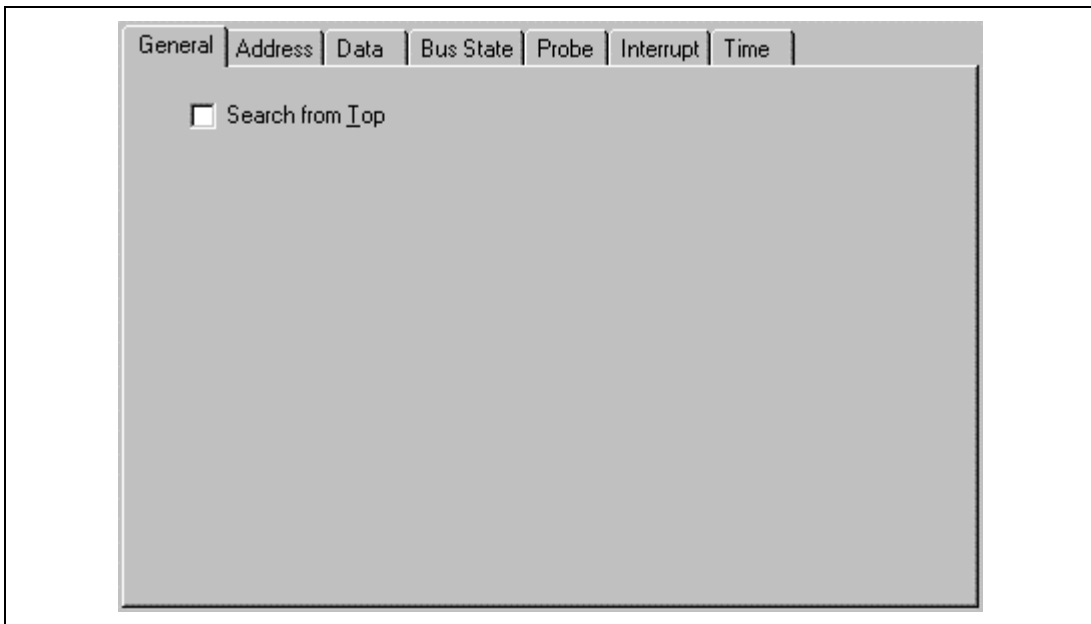 General Address Data Bus State Probe Interrupt Time
Search from Top